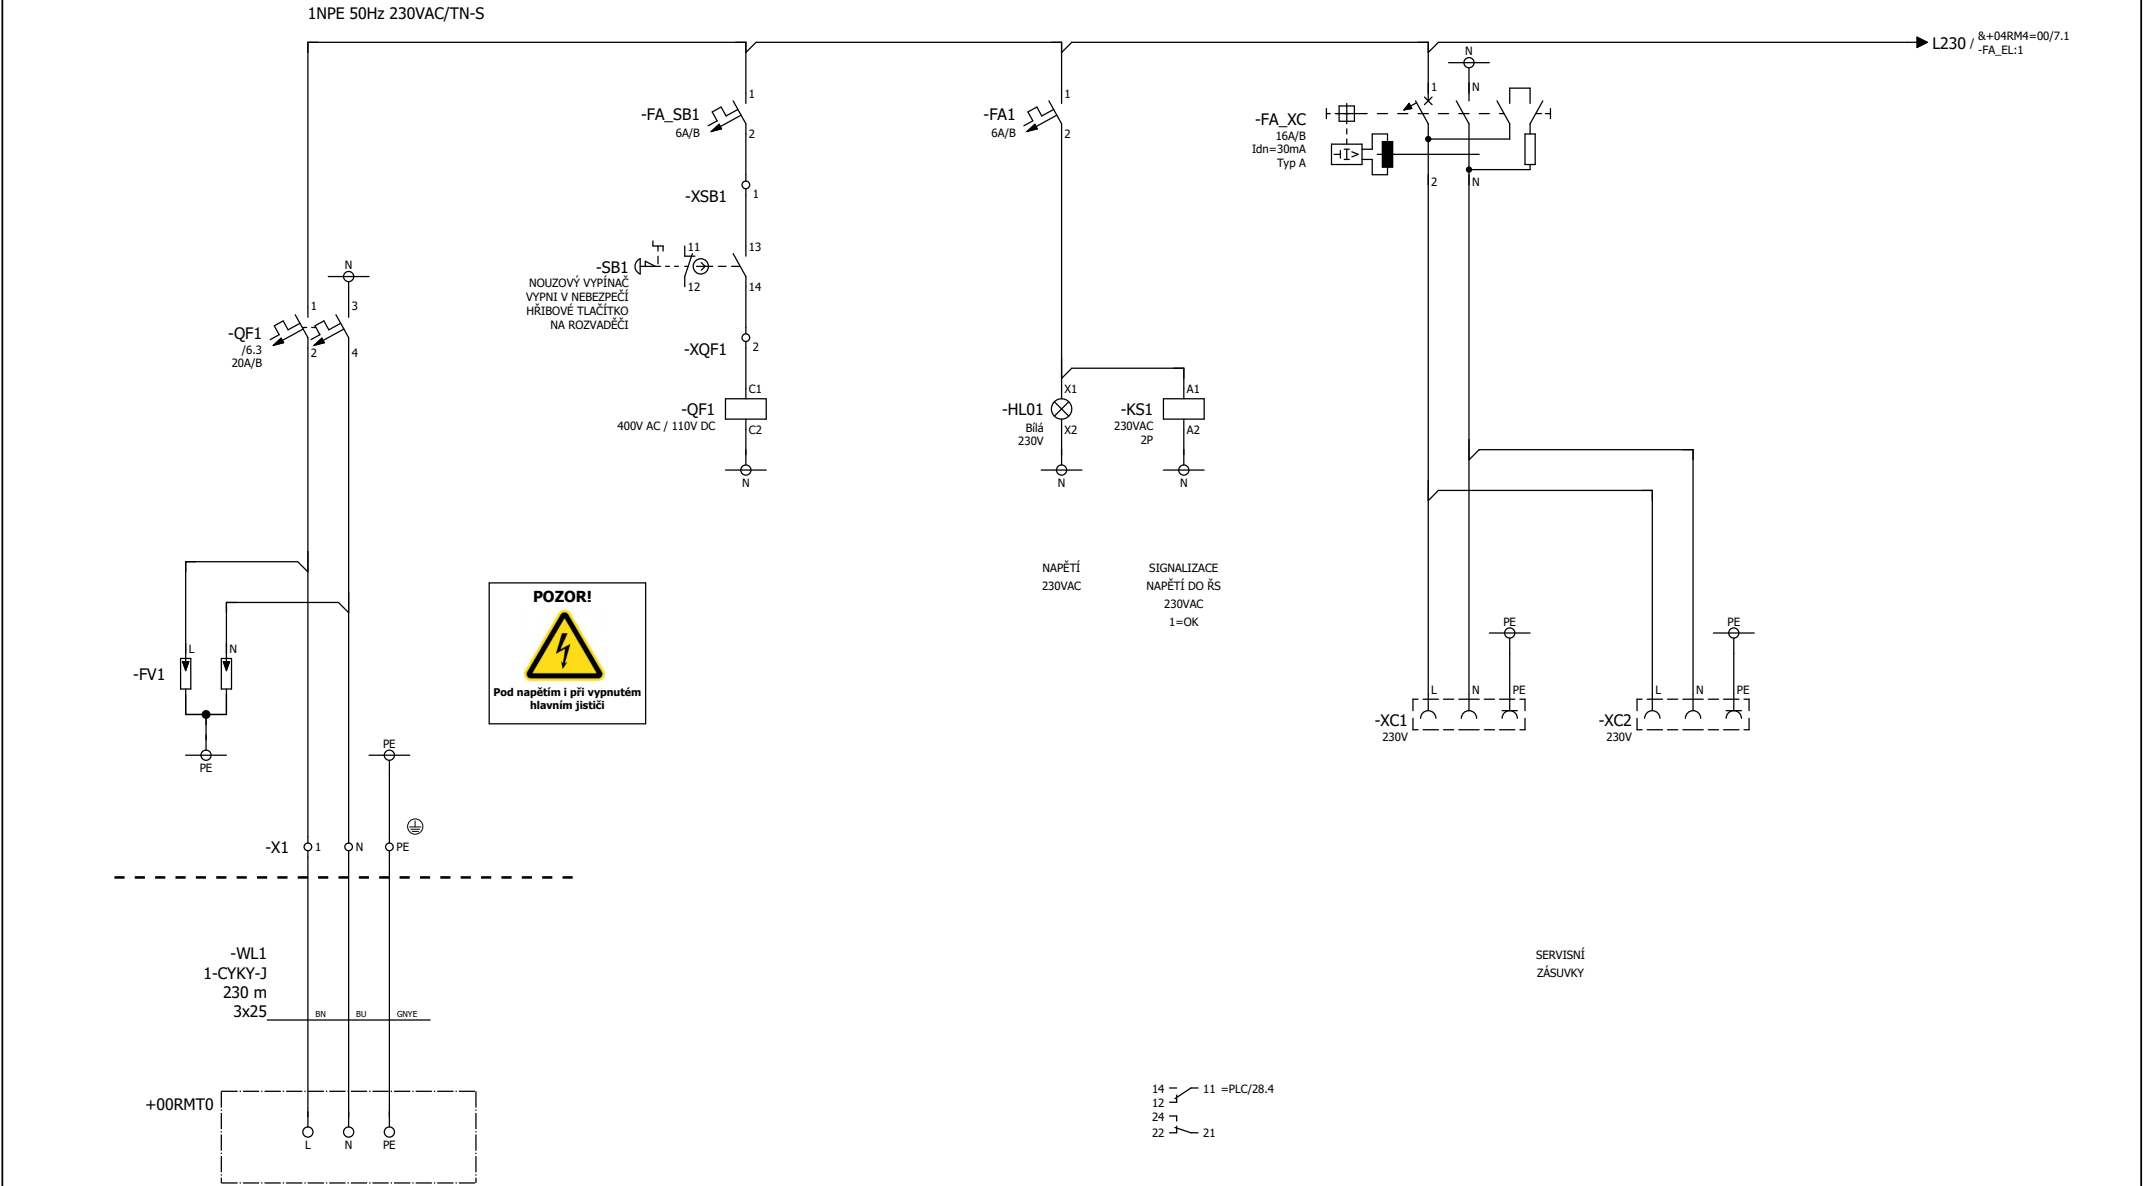 1NPE 50Hz 230VAC/TN-S
L230 / &+04RM4=00/7.1
-FA_EL:1
-FA_SB1
6A/B
1
2
-XSB1
1
-SB1
NOUZOVÝ VYPÍNAČ
VYPNI V NEBEZPEČÍ
HŘIBOVÉ TLAČÍTKO
NA ROZVADĚČI
11
12
13
14
-XQF1
2
-QF1
400V AC / 110V DC
C1
C2
N
-FA1
6A/B
1
2
-HL01
Bílá
230V
X1
X2
N
-KS1
230VAC
2P
A1
A2
N
NAPĚTÍ
230VAC
SIGNALIZACE
NAPĚTÍ DO ŘS
230VAC
1=OK
-FA_XC
16A/B
Idn=30mA
Typ A
N
1
N
I>
2
N
N
-QF1
/6.3
20A/B
1
2
3
4
-FV1
L
N
PE
POZOR!
Pod napětím i při vypnutém
hlavním jističi
PE
-X1
1
N
PE
-WL1
1-CYKY-J
230 m
3x25
BN
BU
GNYE
+00RMT0
L
N
PE
PE
-XC1
230V
L
N
PE
PE
-XC2
230V
L
N
PE
SERVISNÍ
ZÁSUVKY
14
11 =PLC/28.4
12
24
22
21